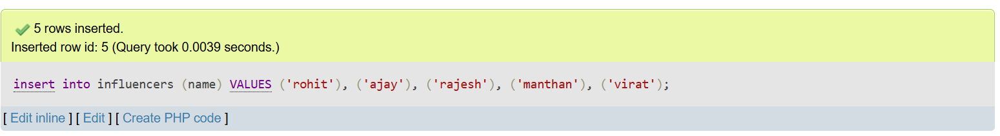 5 rows inserted.
Inserted row id: 5 (Query took 0.0039 seconds.)
insert into influencers (name) VALUES ('rohit'), ('ajay'), ('rajesh'), ('manthan'), ('virat');
[ Edit inline ] [ Edit ] [ Create PHP code ]